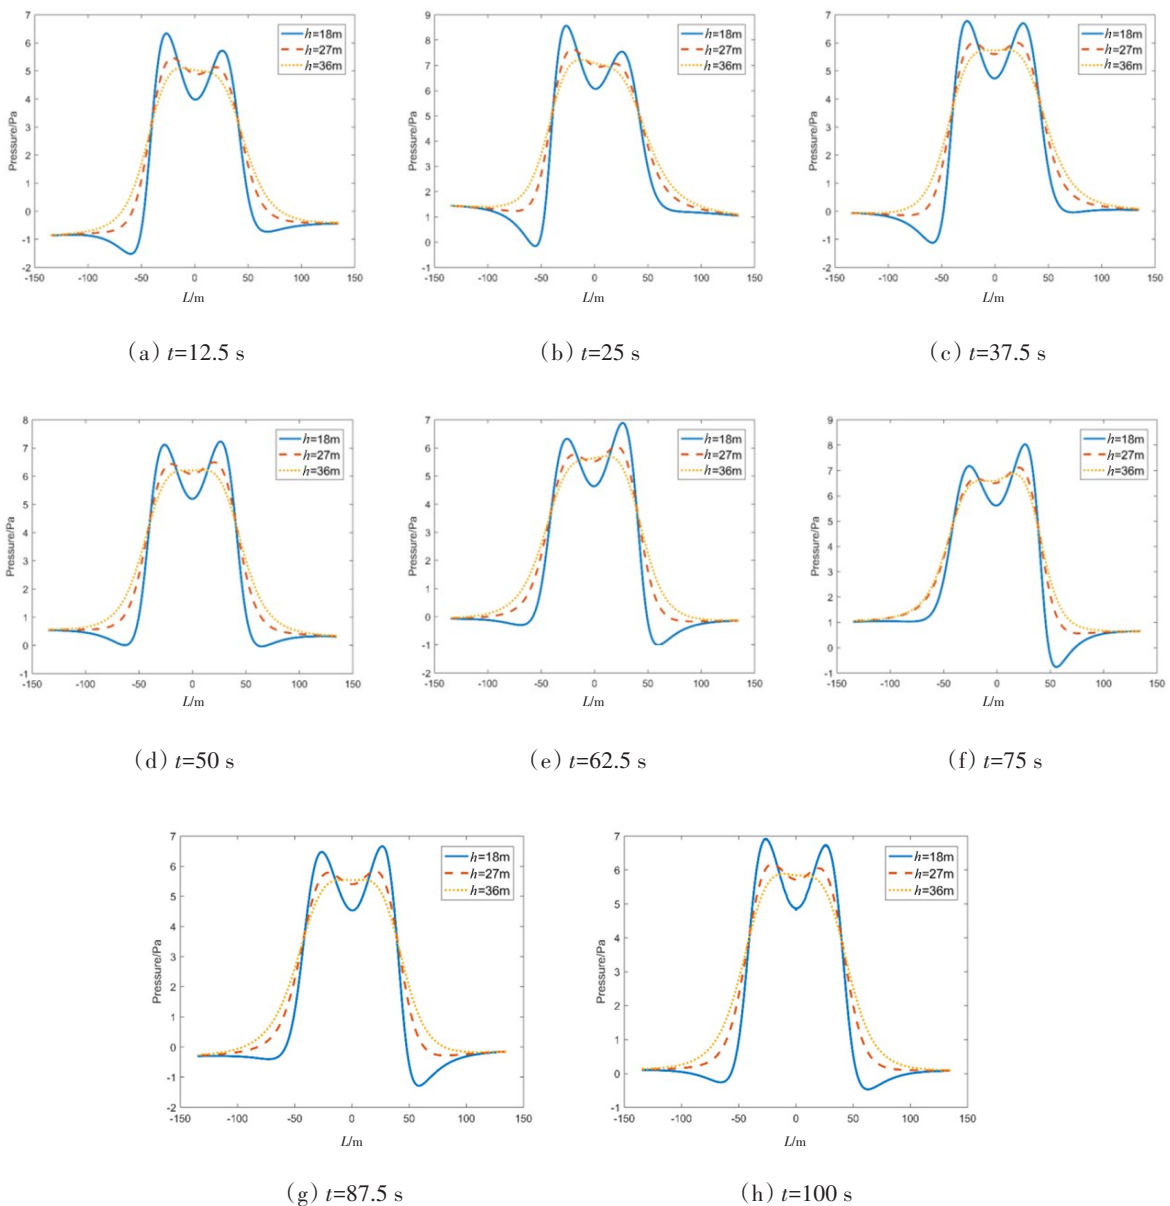 7
6
5
4
3
2
1
0
-1
-2
Pressure/Pa
h=18m
h=27m
h=36m
-150 -100 -50 0 50 100 150
L/m
(a) t=12.5 s
9
8
7
6
5
4
3
2
1
0
-1
Pressure/Pa
h=18m
h=27m
h=36m
-150 -100 -50 0 50 100 150
L/m
(b) t=25 s
7
6
5
4
3
2
1
0
-1
-2
Pressure/Pa
h=18m
h=27m
h=36m
-150 -100 -50 0 50 100 150
L/m
(c) t=37.5 s
8
7
6
5
4
3
2
1
0
-1
Pressure/Pa
h=18m
h=27m
h=36m
-150 -100 -50 0 50 100 150
L/m
(d) t=50 s
7
6
5
4
3
2
1
0
-1
-2
Pressure/Pa
h=18m
h=27m
h=36m
-150 -100 -50 0 50 100 150
L/m
(e) t=62.5 s
9
8
7
6
5
4
3
2
1
0
-1
Pressure/Pa
h=18m
h=27m
h=36m
-150 -100 -50 0 50 100 150
L/m
(f) t=75 s
7
6
5
4
3
2
1
0
-1
-2
Pressure/Pa
h=18m
h=27m
h=36m
-150 -100 -50 0 50 100 150
L/m
(g) t=87.5 s
7
6
5
4
3
2
1
0
-1
Pressure/Pa
h=18m
h=27m
h=36m
-150 -100 -50 0 50 100 150
L/m
(h) t=100 s